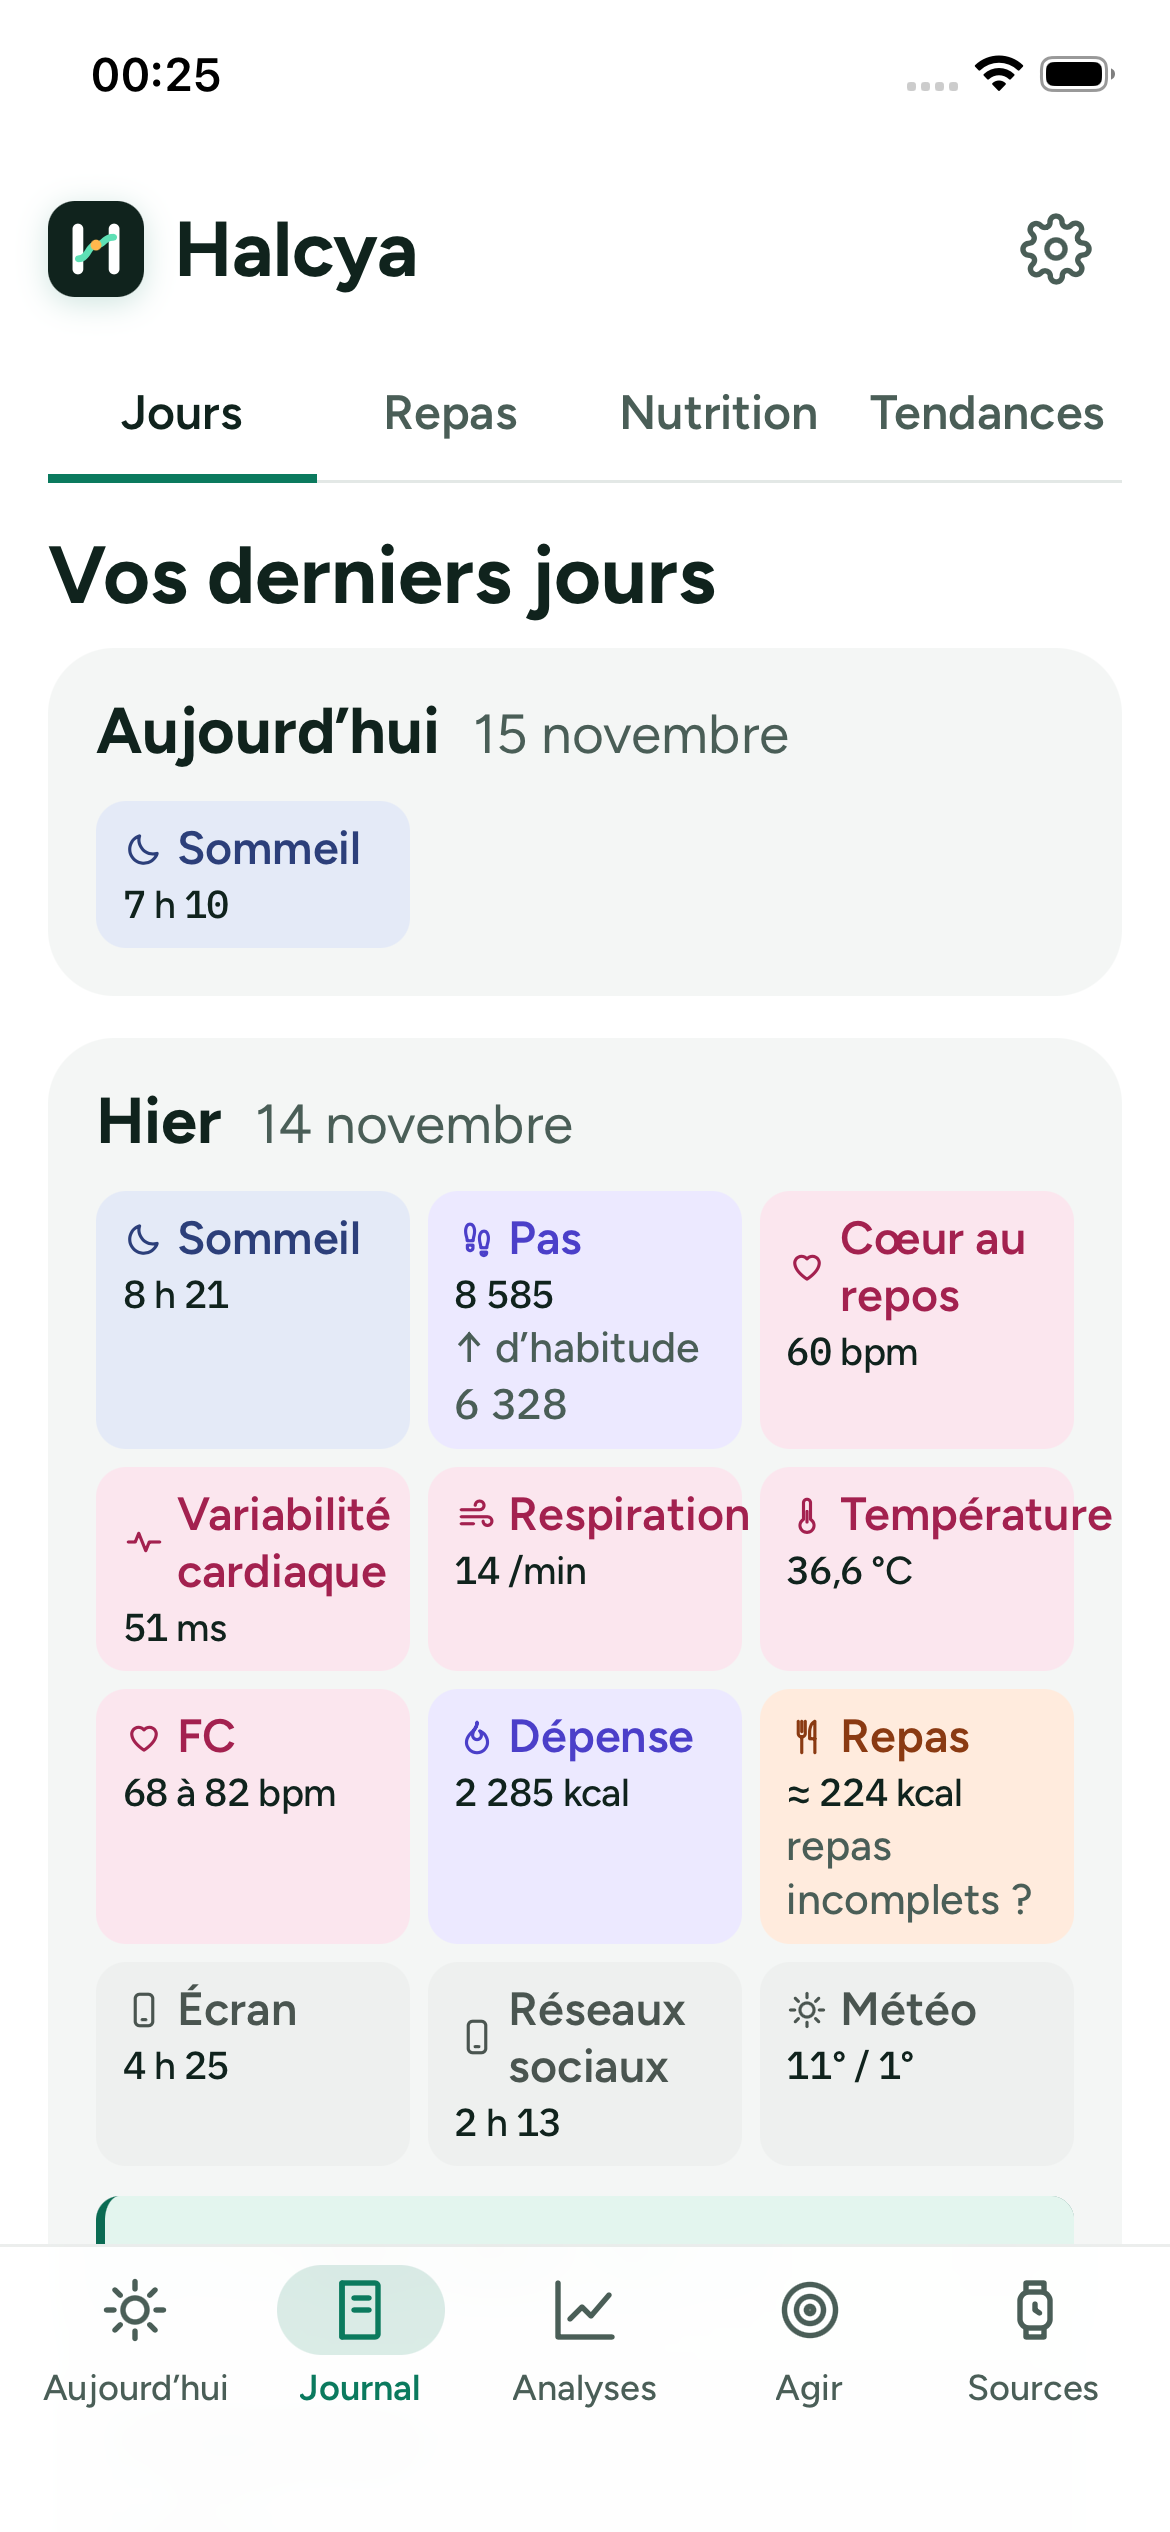 00:25
Halcya
Jours
Repas
Nutrition
Tendances
Vos derniers jours
Aujourd’hui 15 novembre
Sommeil
7 h 10
Hier 14 novembre
Sommeil
8 h 21
Pas
8 585
↑ d’habitude
6 328
Cœur au
repos
60 bpm
Variabilité
cardiaque
51 ms
Respiration
14 /min
Température
36,6 °C
FC
68 à 82 bpm
Dépense
2 285 kcal
Repas
≈ 224 kcal
repas
incomplets ?
Écran
4 h 25
Réseaux
sociaux
2 h 13
Météo
11° / 1°
Aujourd’hui
Journal
Analyses
Agir
Sources